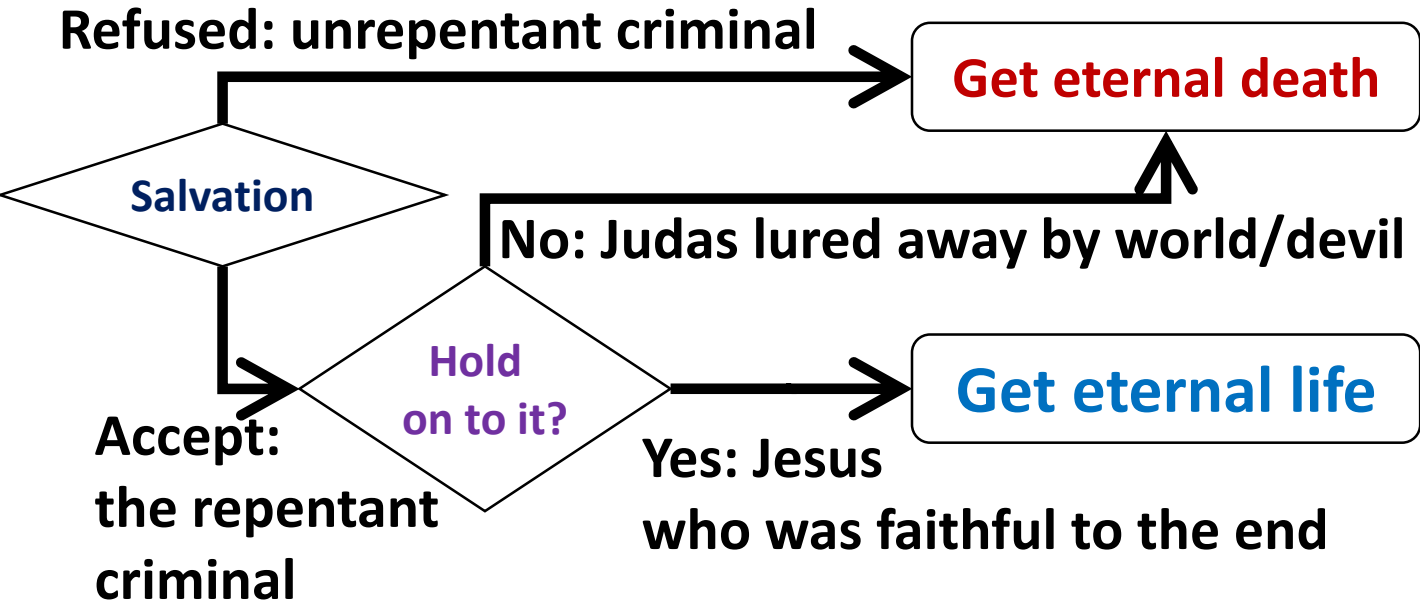 Refused: unrepentant criminal
Get eternal death
Salvation
No: Judas lured away by world/devil
Hold
on to it?
Get eternal life
Accept:
the repentant
criminal
Yes: Jesus
who was faithful to the end